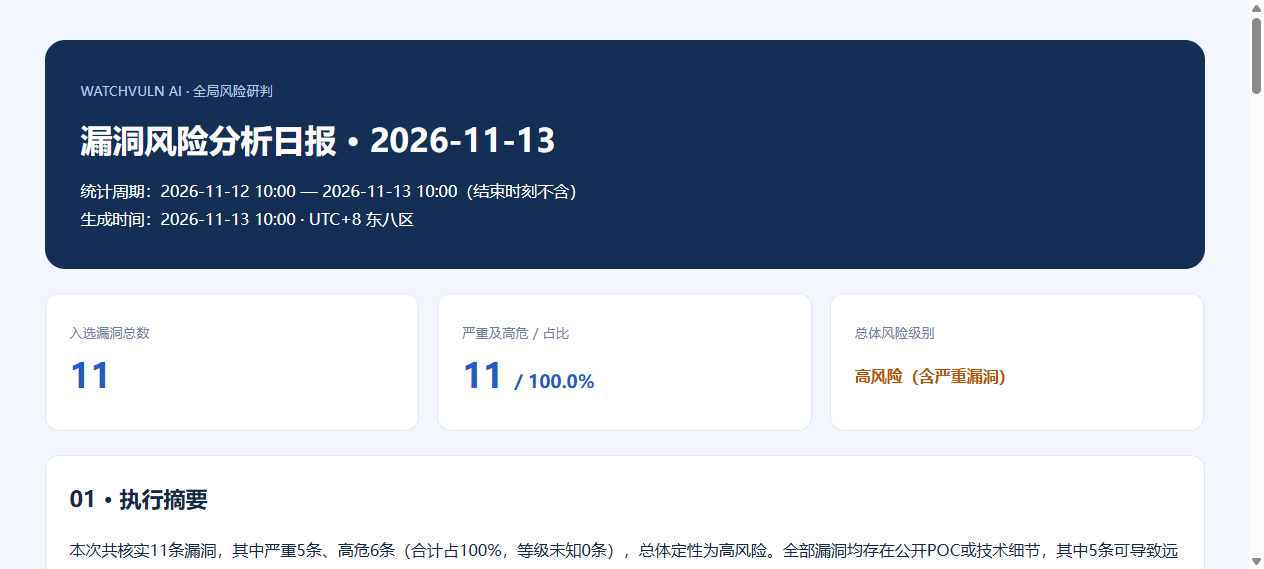 WATCHVULN AI · 全局风险研判
漏洞风险分析日报 · 2026-11-13
统计周期：2026-11-12 10:00 — 2026-11-13 10:00（结束时刻不含）
生成时间：2026-11-13 10:00 · UTC+8 东八区
入选漏洞总数
11
严重及高危 / 占比
11 / 100.0%
总体风险级别
高风险（含严重漏洞）
01 · 执行摘要
本次共核实11条漏洞，其中严重5条、高危6条（合计占100%，等级未知0条），总体定性为高风险。全部漏洞均存在公开POC或技术细节，其中5条可导致远